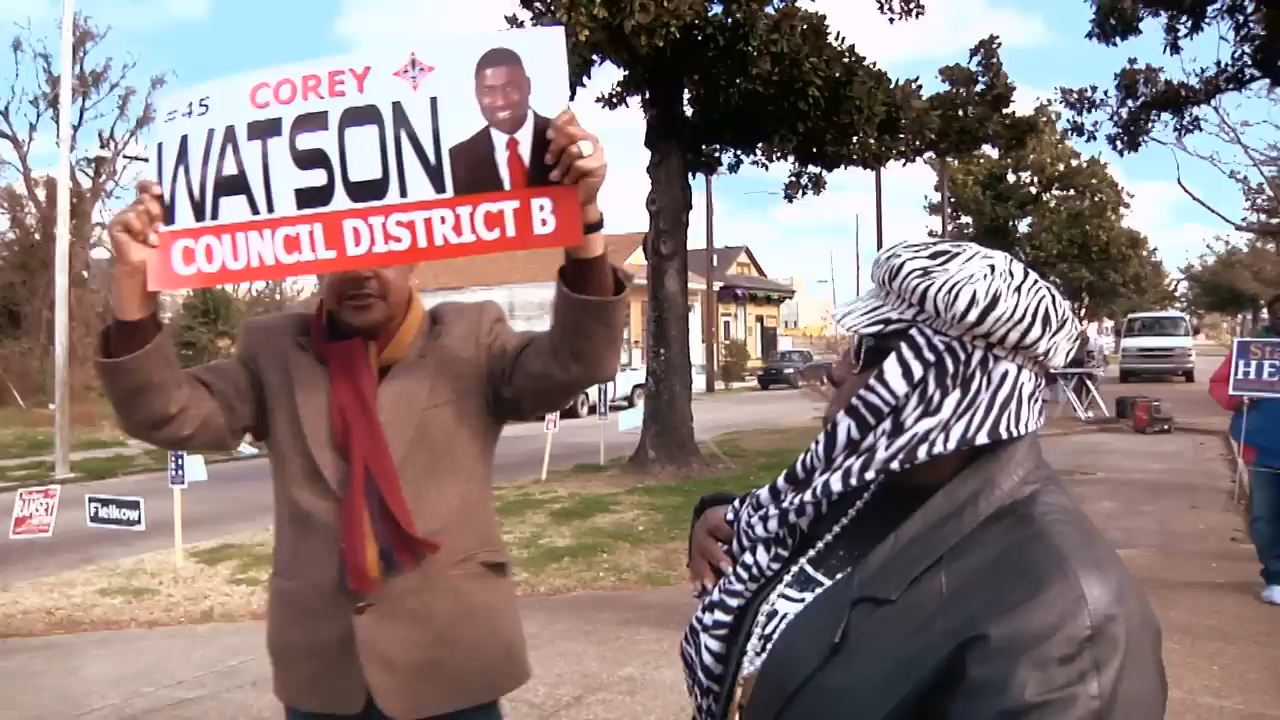 #45
COREY
WATSON
COUNCIL DISTRICT B
RAMSEY
Fielkow
HE